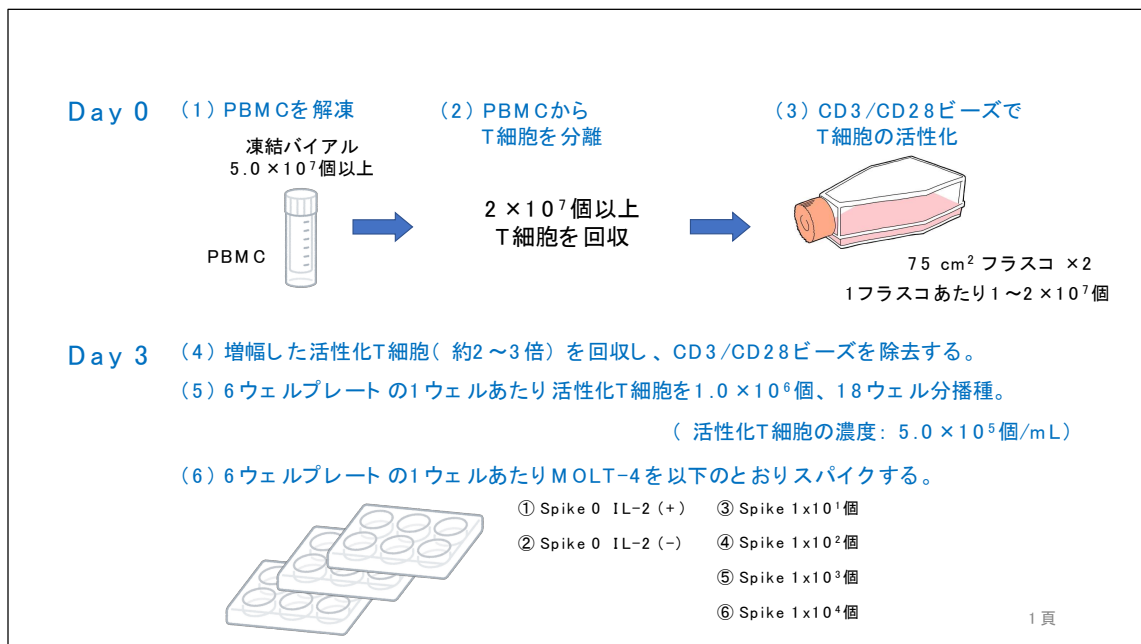 Day 0
(1) PBMCを解凍
凍結バイアル
5.0×10⁷個以上
PBMC
(2) PBMCから
T細胞を分離
2×10⁷個以上
T細胞を回収
(3) CD3/CD28ビーズで
T細胞の活性化
75 cm² フラスコ ×2
1フラスコあたり1～2×10⁷個
Day 3
(4) 増幅した活性化T細胞(約2～3倍)を回収し、CD3/CD28ビーズを除去する。
(5) 6ウェルプレートの1ウェルあたり活性化T細胞を1.0×10⁶個、18ウェル分播種。
(活性化T細胞の濃度: 5.0×10⁵個/mL)
(6) 6ウェルプレートの1ウェルあたりMOLT-4を以下のとおりスパイクする。
① Spike 0 IL-2 (+)
② Spike 0 IL-2 (-)
③ Spike 1x10¹個
④ Spike 1x10²個
⑤ Spike 1x10³個
⑥ Spike 1x10⁴個
1頁